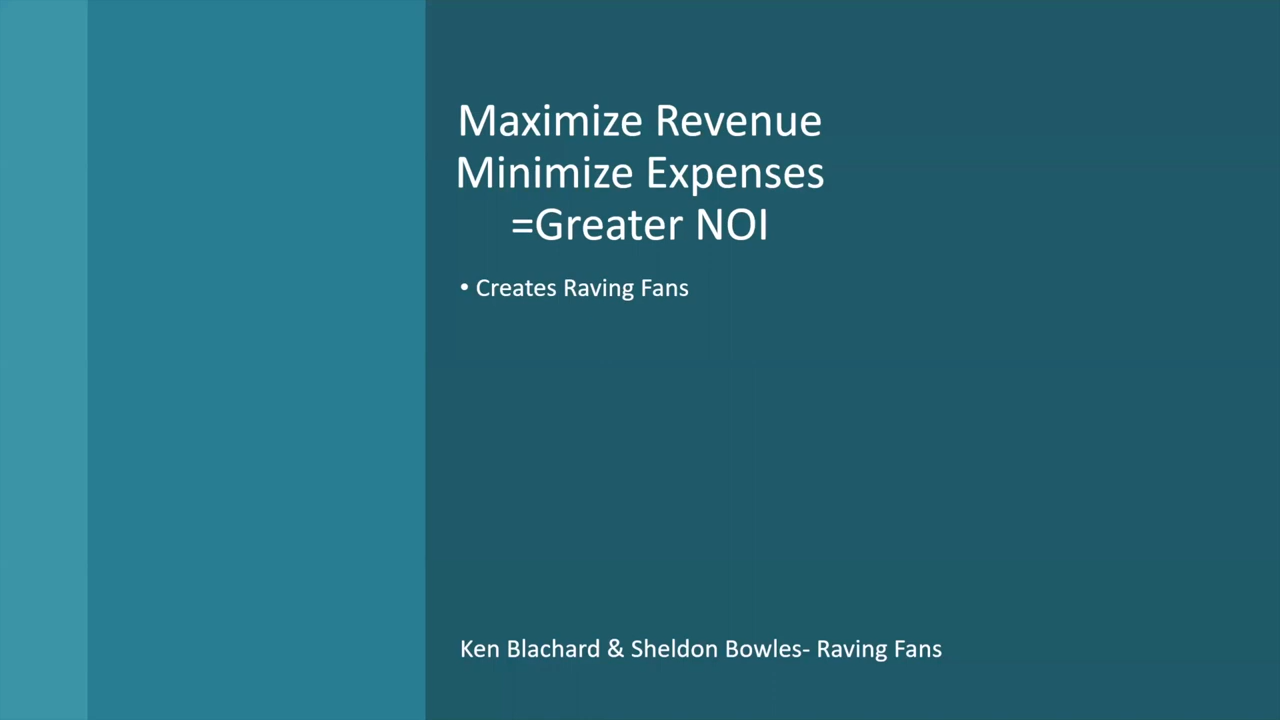 Maximize Revenue
Minimize Expenses
=Greater NOI
• Creates Raving Fans
Ken Blachard & Sheldon Bowles- Raving Fans